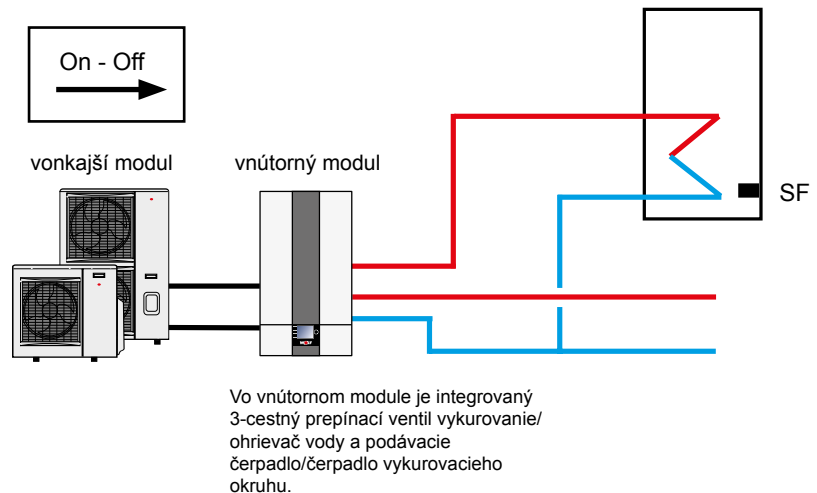 On - Off
vonkajší modul
vnútorný modul
SF
WOLF
Vo vnútornom module je integrovaný
3-cestný prepínací ventil vykurovanie/
ohrievač vody a podávacie
čerpadlo/čerpadlo vykurovacieho
okruhu.